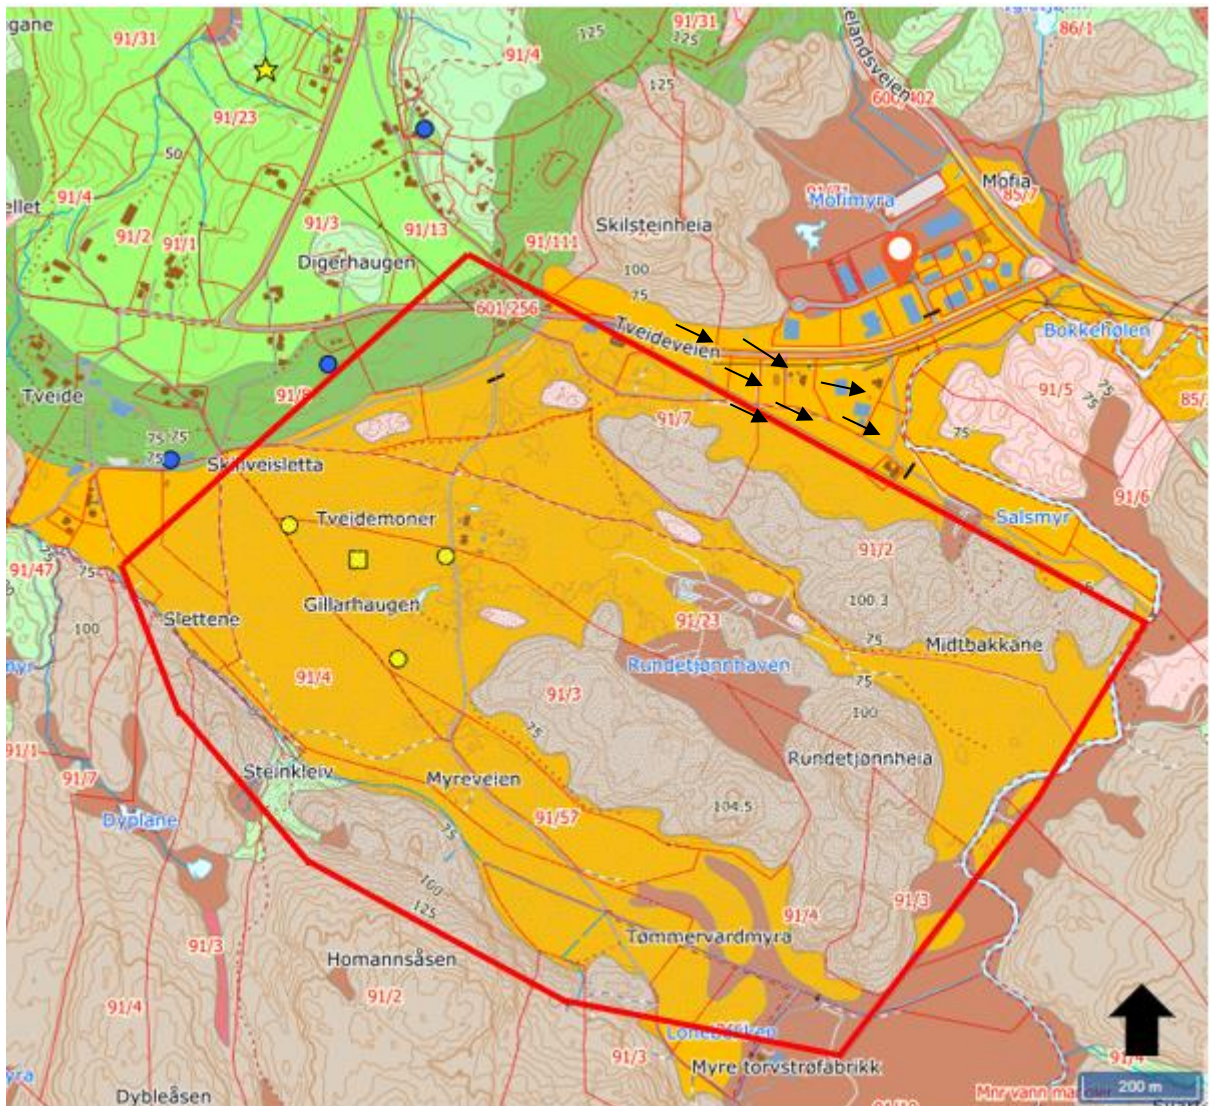 91/31
125
91/31
125
elandsveien
86/1
91/4
125
91/23
600/402
50
Mofia
85/7
Mofimyra
91/4
91/3
91/13
Skilsteinheia
91/2
91/1
91/111
Digerhaugen
100
75
601/256
Tveideveien
Bokkehølen
91/5
75
75
Tveide
91/7
75
75
75
75
Skinveisletta
91/6
Tveidemoner
Salsmyr
91/2
91/47
75
75
Gillarhaugen
100.3
Slettene
91/23
100
75
Midtbakkane
Rundetjønnhaven
91/4
91/3
75
100
75
Rundetjønnheia
Steinkleiv
Myreveien
91/1
91/7
104.5
Dyplane
91/57
75
100
91/3
125
91/4
91/3
Tømmervardmyra
Homannsåsen
91/2
91/4
91/3
91/4
Myre torvstrøfabrikk
200 m
Dybleåsen